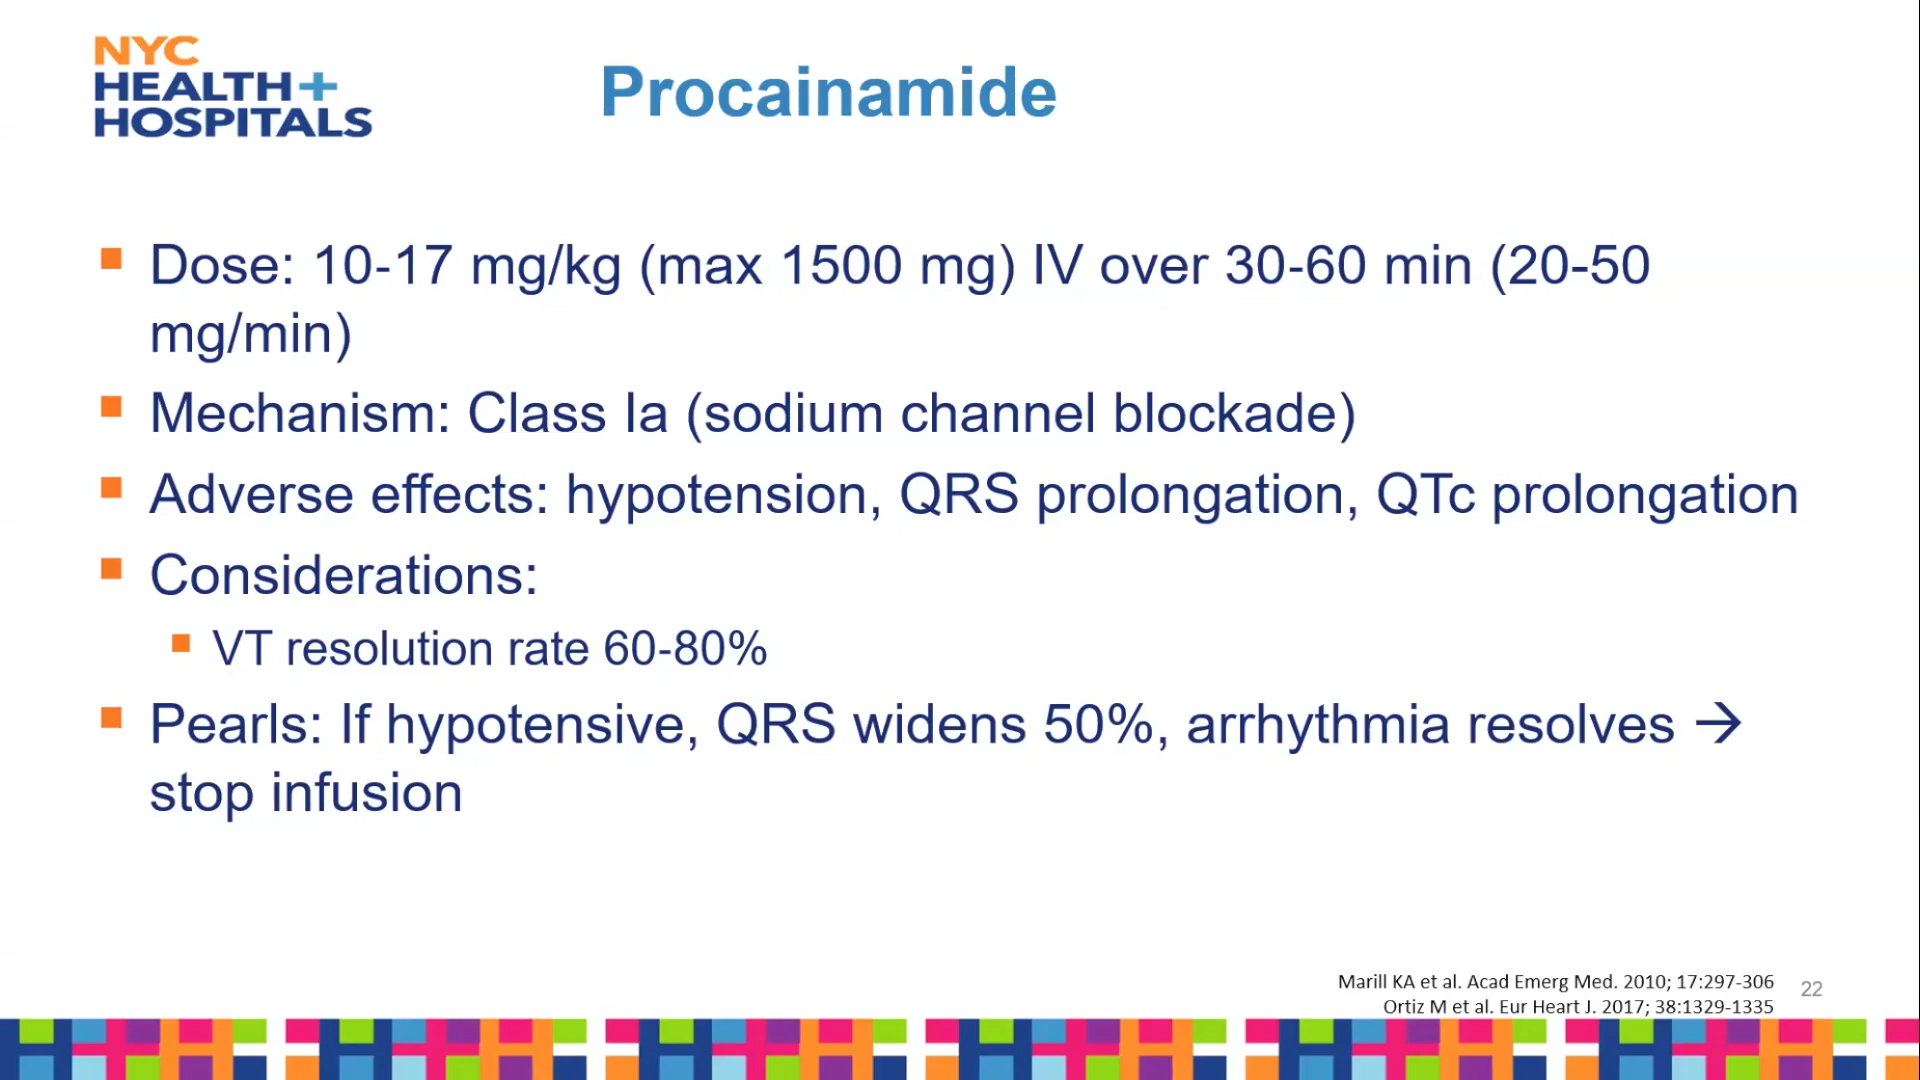 NYC
HEALTH+
HOSPITALS
Procainamide
Dose: 10-17 mg/kg (max 1500 mg) IV over 30-60 min (20-50
mg/min)
Mechanism: Class Ia (sodium channel blockade)
Adverse effects: hypotension, QRS prolongation, QTc prolongation
Considerations:
VT resolution rate 60-80%
Pearls: If hypotensive, QRS widens 50%, arrhythmia resolves →
stop infusion
Marill KA et al. Acad Emerg Med. 2010; 17:297-306
Ortiz M et al. Eur Heart J. 2017; 38:1329-1335
22